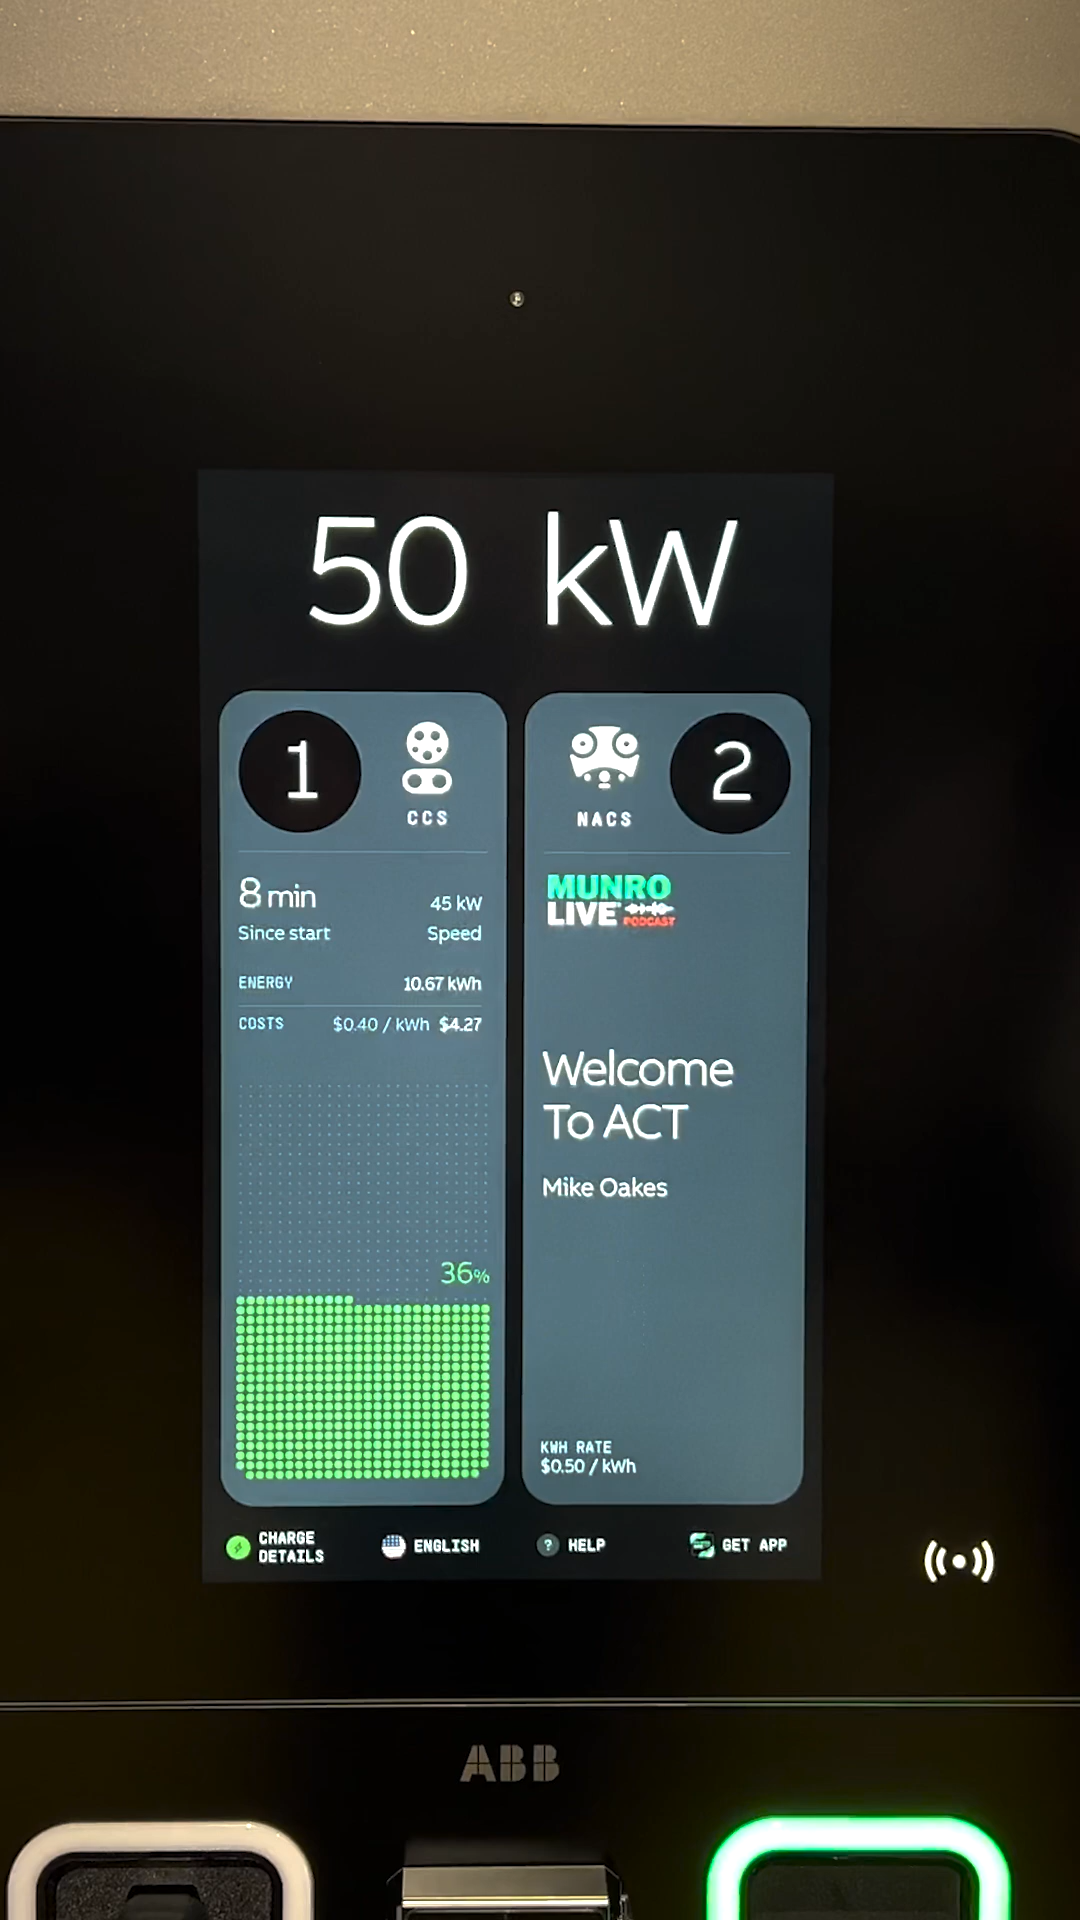 50 kW
1
CCS
8 min
45 kW
Since start
Speed
ENERGY
10.67 kWh
COSTS
$0.40 / kWh $4.27
36%
NACS
2
MUNRO
LIVE PODCAST
Welcome
To ACT
Mike Oakes
KWH RATE
$0.50 / kWh
CHARGE
DETAILS
ENGLISH
? HELP
GET APP
ABB